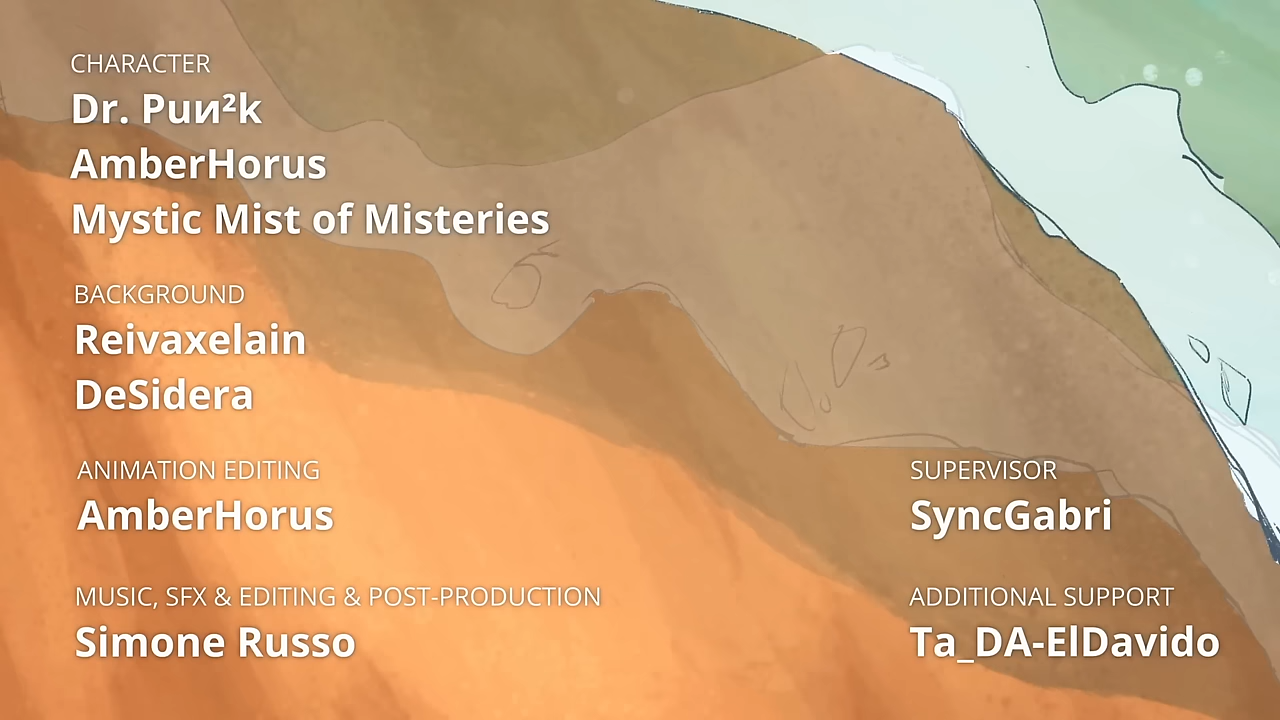 CHARACTER
Dr. Puи²k
AmberHorus
Mystic Mist of Misteries
BACKGROUND
Reivaxelain
DeSidera
ANIMATION EDITING
AmberHorus
MUSIC, SFX & EDITING & POST-PRODUCTION
Simone Russo
SUPERVISOR
SyncGabri
ADDITIONAL SUPPORT
Ta_DA-ElDavido